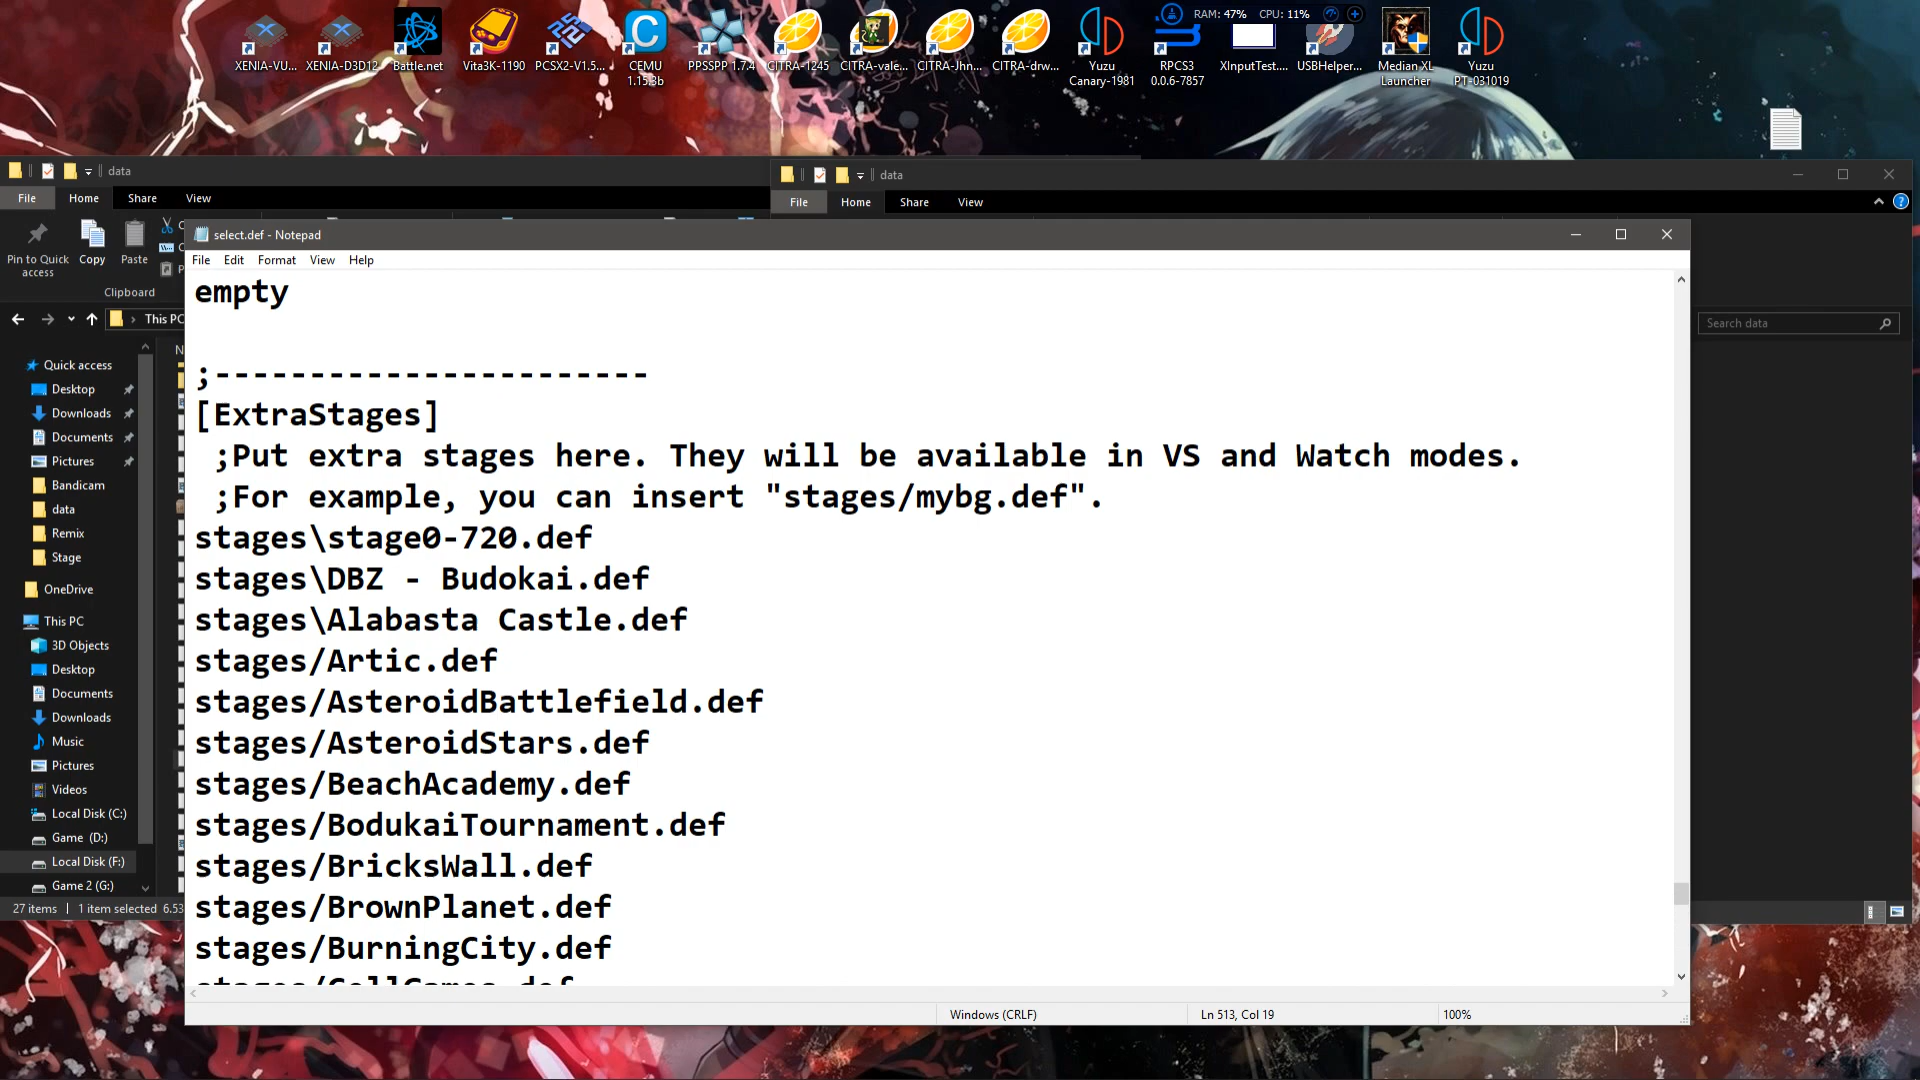 RAM: 47% CPU: 11%
XENIA-VU...
XENIA-D3D12
Battle.net
Vita3K-1190
PCSX2-V1.5...
CEMU 1.15.3b
PPSSPP 1.7.4
CITRA-1245
CITRA-vale...
CITRA-Jhn...
CITRA-drw...
Yuzu Canary-1981
RPCS3 0.0.6-7857
XInputTest....
USBHelper...
Median XL Launcher
Yuzu PT-031019
data
File Home Share View
Pin to Quick access
Copy
Paste
Clipboard
This PC
Quick access
Desktop
Downloads
Documents
Pictures
Bandicam
data
Remix
Stage
OneDrive
This PC
3D Objects
Desktop
Documents
Downloads
Music
Pictures
Videos
Local Disk (C:)
Game (D:)
Local Disk (F:)
Game 2 (G:)
27 items 1 item selected 6.53
data
File Home Share View
Search data
select.def - Notepad
File Edit Format View Help
empty
;-----------------------
[ExtraStages]
;Put extra stages here. They will be available in VS and Watch modes.
;For example, you can insert "stages/mybg.def".
stages\stage0-720.def
stages\DBZ - Budokai.def
stages\Alabasta Castle.def
stages/Artic.def
stages/AsteroidBattlefield.def
stages/AsteroidStars.def
stages/BeachAcademy.def
stages/BodukaiTournament.def
stages/BricksWall.def
stages/BrownPlanet.def
stages/BurningCity.def
stages/CellGames.def
Windows (CRLF) Ln 513, Col 19 100%